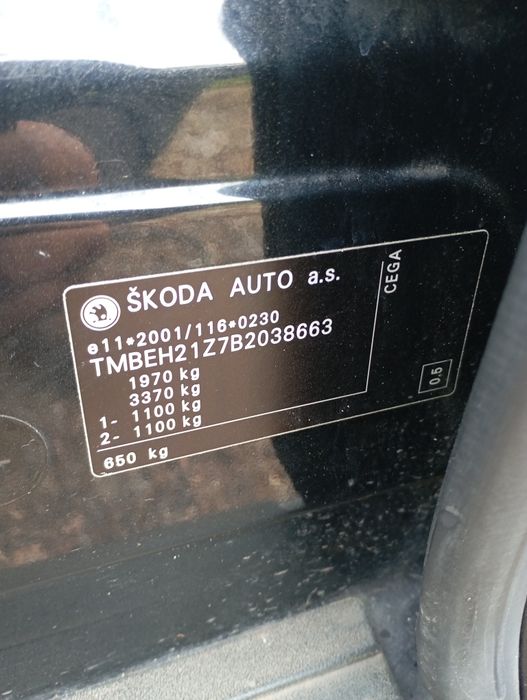 ŠKODA AUTO a.s.
e11*2001/116*0230
TMBEH21Z7B2038663
1970 kg
3370 kg
1- 1100 kg
2- 1100 kg
650 kg
CEGA
0.5